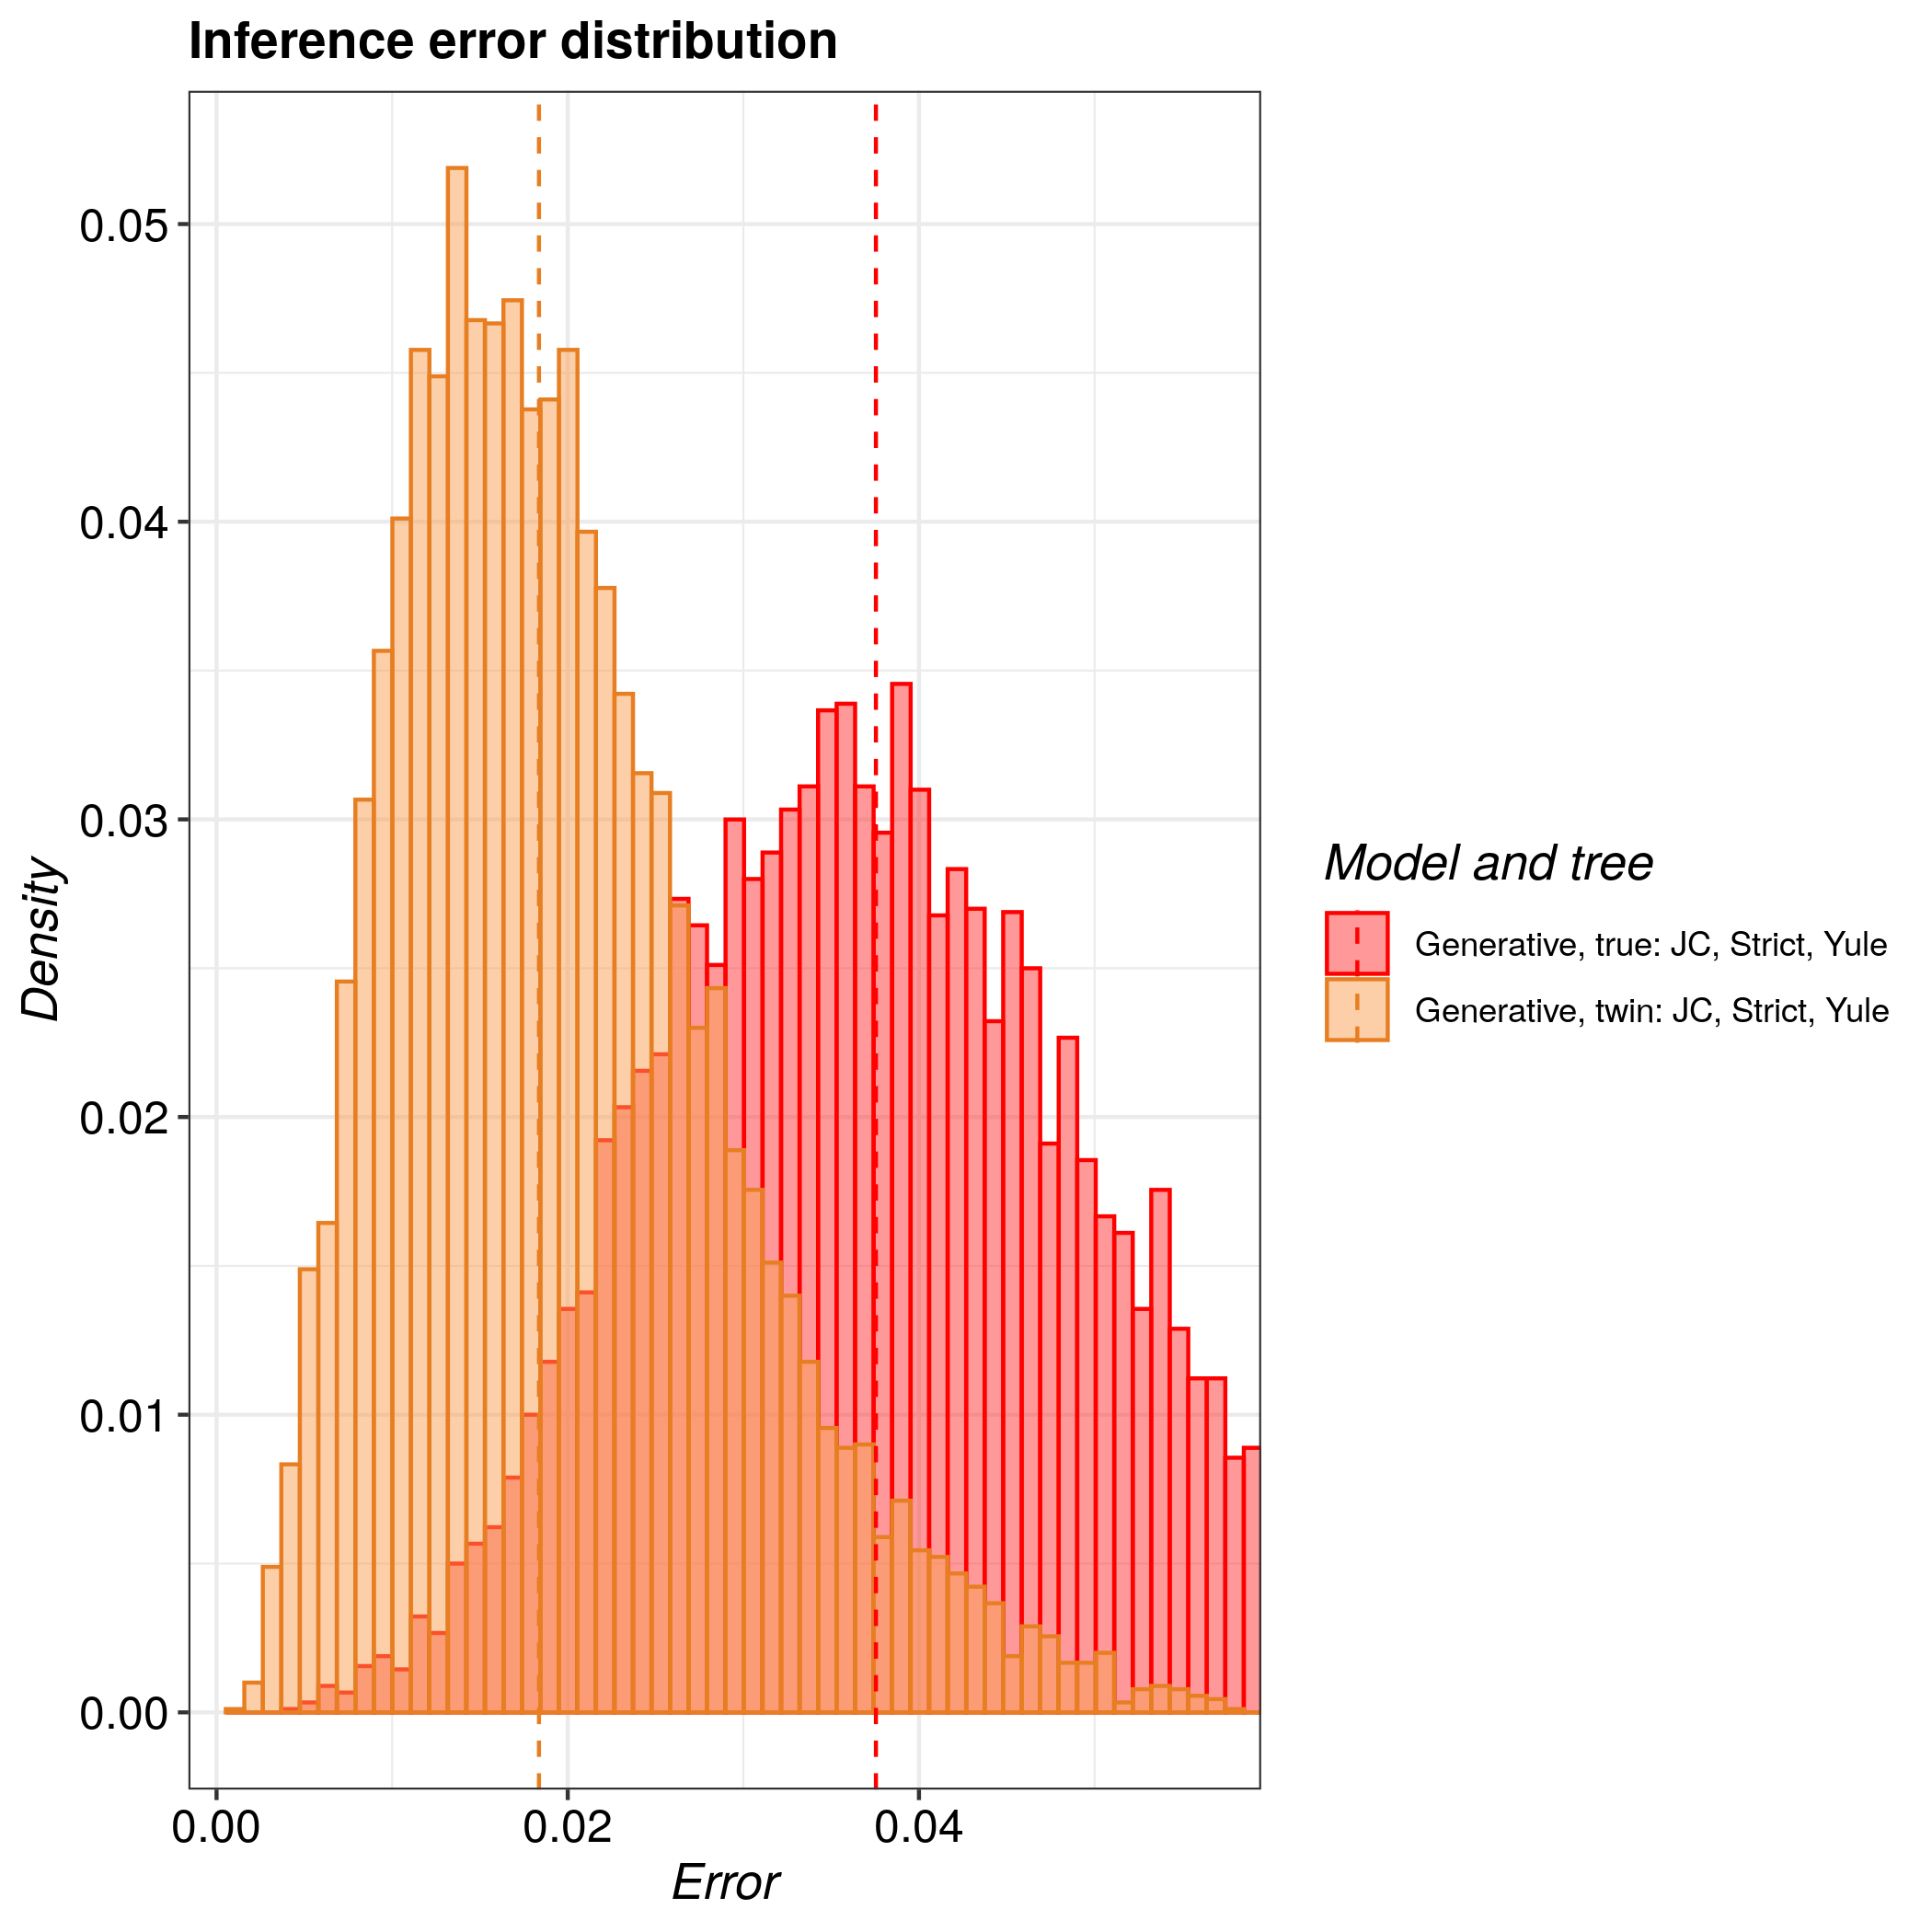 Inference error distribution
0.05
0.04
0.03
0.02
0.01
0.00
Density
0.00 0.02 0.04
Error
Model and tree
Generative, true: JC, Strict, Yule
Generative, twin: JC, Strict, Yule